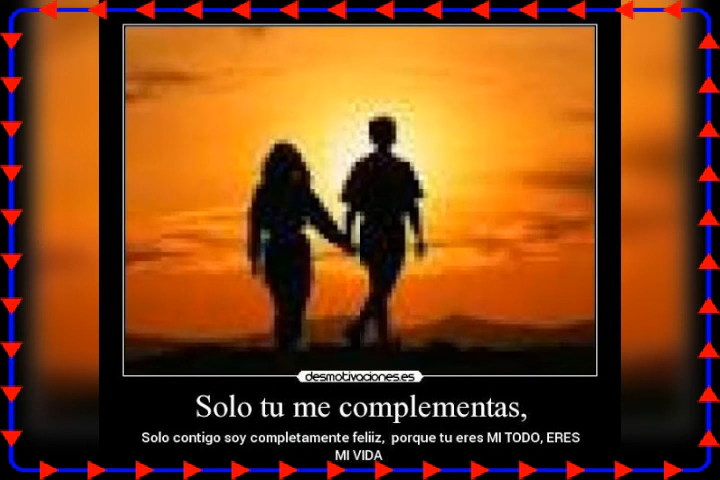 desmotivaciones.es
Solo tu me complementas,
Solo contigo soy completamente feliiz, porque tu eres MI TODO, ERES
MI VIDA